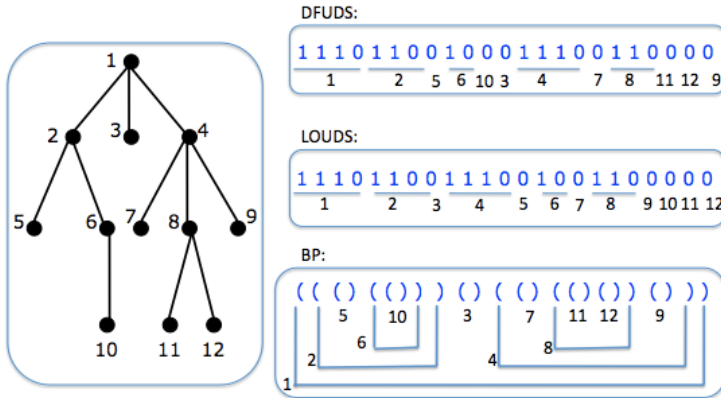 DFUDS:
1 1 1 0 1 1 0 0 1 0 0 0 1 1 1 0 0 1 1 0 0 0 0
1 2 5 6 10 3 4 7 8 11 12 9
LOUDS:
1 1 1 0 1 1 0 0 1 1 1 0 0 1 0 0 1 1 0 0 0 0 0
1 2 3 4 5 6 7 8 9 10 11 12
BP:
( ( ( ) ( ( ) ) ) ( ) ( ( ) ( ( ) ( ) ) ( ) ) )
5 10 3 7 11 12 9
6 8
2 4
1
1
2 3 4
5 6 7 8 9
10 11 12